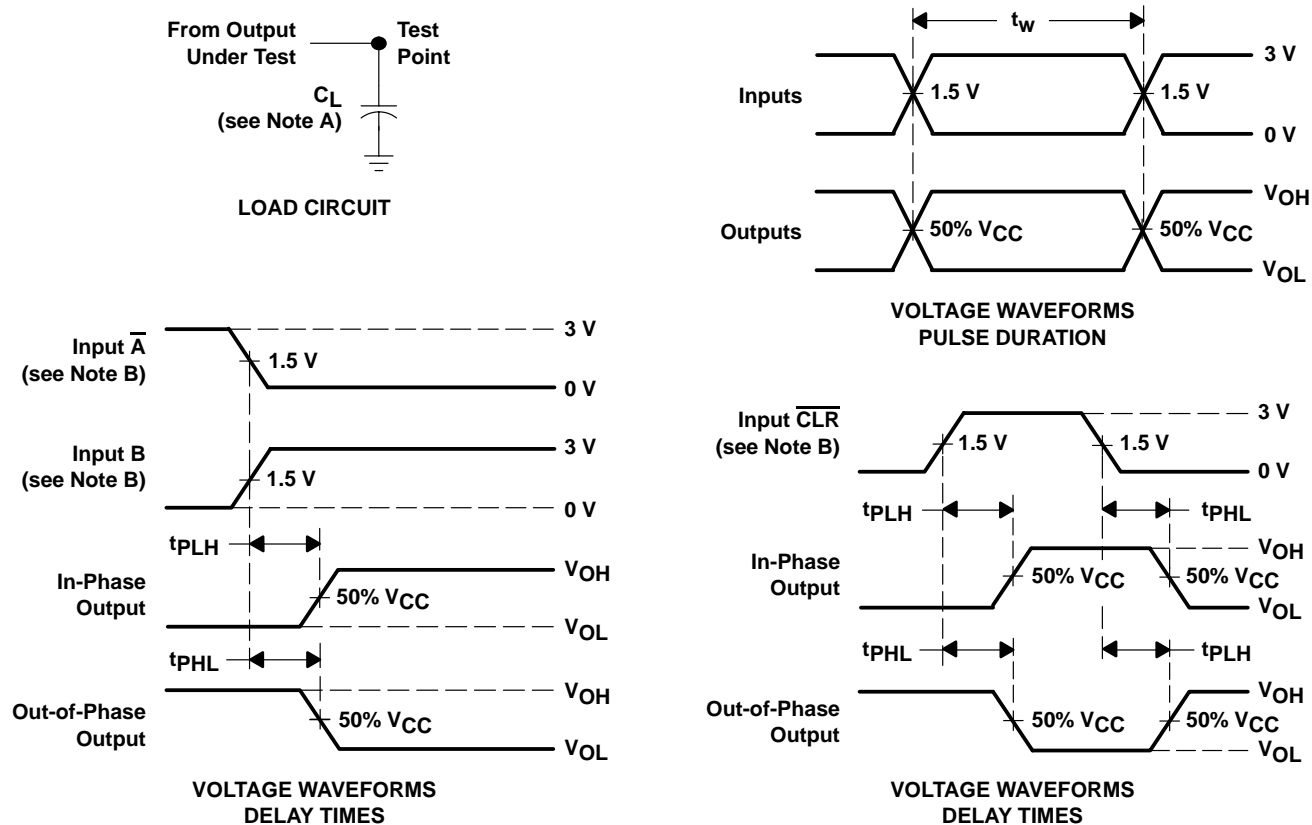 From Output
Under Test
Test
Point
CL
(see Note A)
LOAD CIRCUIT
tw
Inputs
3 V
1.5 V
1.5 V
0 V
Outputs
VOH
50% VCC
50% VCC
VOL
VOLTAGE WAVEFORMS
PULSE DURATION
Input A̅
(see Note B)
3 V
1.5 V
0 V
Input B
(see Note B)
3 V
1.5 V
0 V
tPLH
In-Phase
Output
VOH
50% VCC
VOL
tPHL
Out-of-Phase
Output
VOH
50% VCC
VOL
VOLTAGE WAVEFORMS
DELAY TIMES
Input C̅L̅R̅
(see Note B)
3 V
1.5 V
1.5 V
0 V
tPLH
tPHL
In-Phase
Output
VOH
50% VCC
50% VCC
VOL
tPHL
tPLH
Out-of-Phase
Output
VOH
50% VCC
50% VCC
VOL
VOLTAGE WAVEFORMS
DELAY TIMES